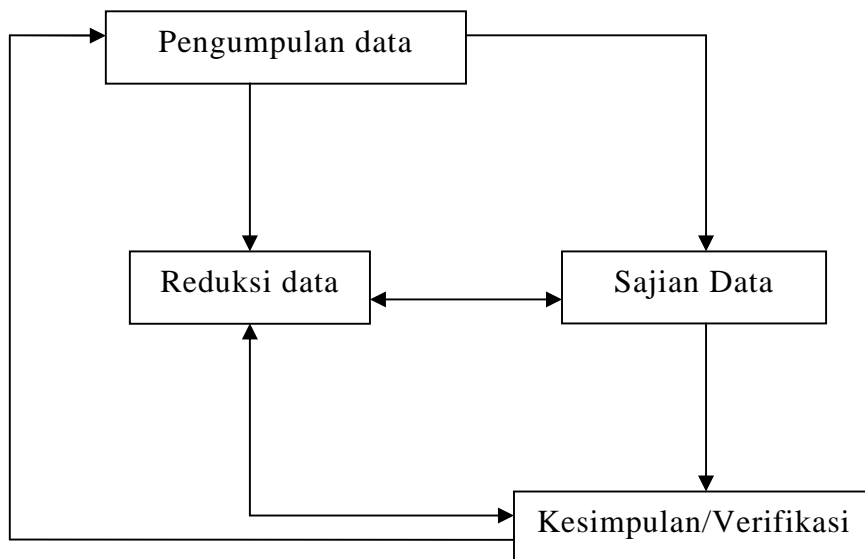 Pengumpulan data
Reduksi data
Sajian Data
Kesimpulan/Verifikasi